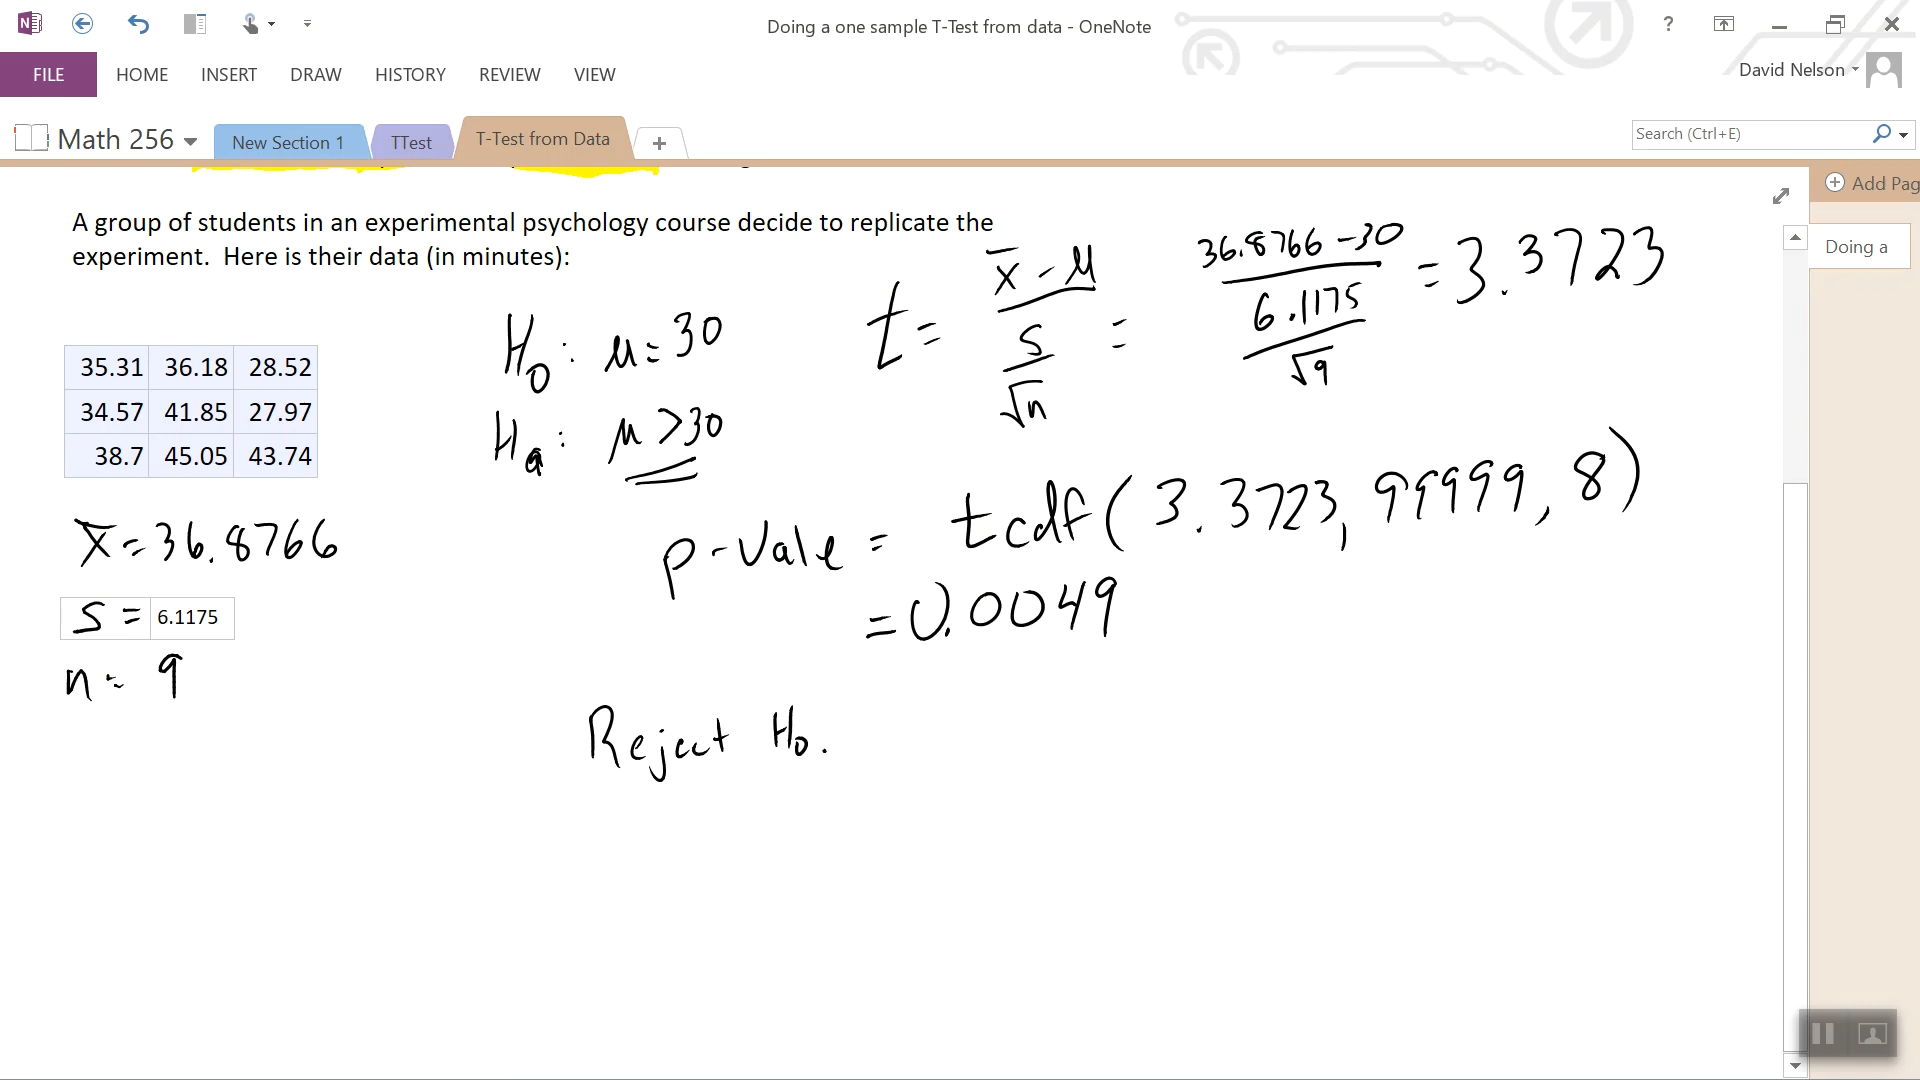 Doing a one sample T-Test from data - OneNote
?
FILE HOME INSERT DRAW HISTORY REVIEW VIEW
David Nelson
Math 256
New Section 1
TTest
T-Test from Data
+
Search (Ctrl+E)
Add Pag
Doing a
A group of students in an experimental psychology course decide to replicate the
experiment. Here is their data (in minutes):
35.31 36.18 28.52
34.57 41.85 27.97
38.7 45.05 43.74
x̄ = 36.8766
s = 6.1175
n = 9
H₀ : μ = 30
Hₐ : μ > 30
t = (x̄ - μ) / (s / √n) = (36.8766 - 30) / (6.1175 / √9) = 3.3723
p-Vale = tcdf( 3.3723, 99999, 8)
= 0.0049
Reject H₀.